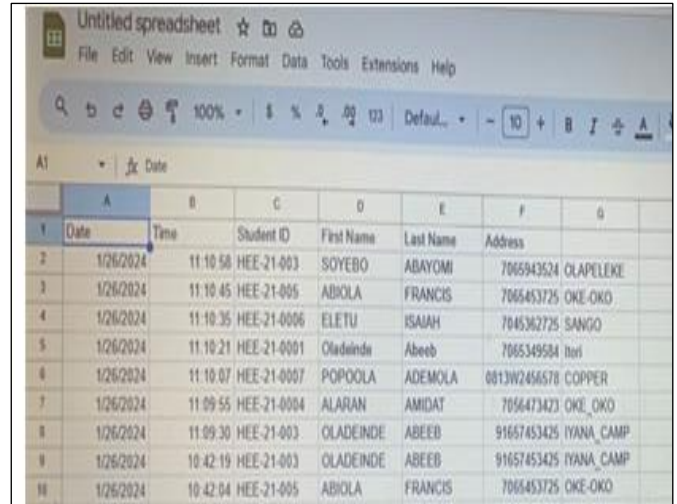 Untitled spreadsheet
File Edit View Insert Format Data Tools Extensions Help
100% $ % .0 .00 123 Defaul... - 10 + B I A
A1 fx Date
A B C D E F G
1 Date Time Student ID First Name Last Name Address
2 1/26/2024 11:10:58 HEE-21-003 SOYEBO ABAYOMI 7065943524 OLAPELEKE
3 1/26/2024 11:10:45 HEE-21-005 ABIOLA FRANCIS 7065453725 OKE-OKO
4 1/26/2024 11:10:35 HEE-21-0006 ELETU ISAIAH 7045362725 SANGO
5 1/26/2024 11:10:21 HEE-21-0001 Oladeinde Abeeb 7065349584 Itori
6 1/26/2024 11:10:07 HEE-21-0007 POPOOLA ADEMOLA 0813W2456578 COPPER
7 1/26/2024 11:09:55 HEE-21-0004 ALARAN AMIDAT 7056473423 OKE_OKO
8 1/26/2024 11:09:30 HEE-21-003 OLADEINDE ABEEB 91657453425 IYANA_CAMP
9 1/26/2024 10:42:19 HEE-21-003 OLADEINDE ABEEB 91657453425 IYANA_CAMP
10 1/26/2024 10:42:04 HEE-21-005 ABIOLA FRANCIS 7065453725 OKE-OKO